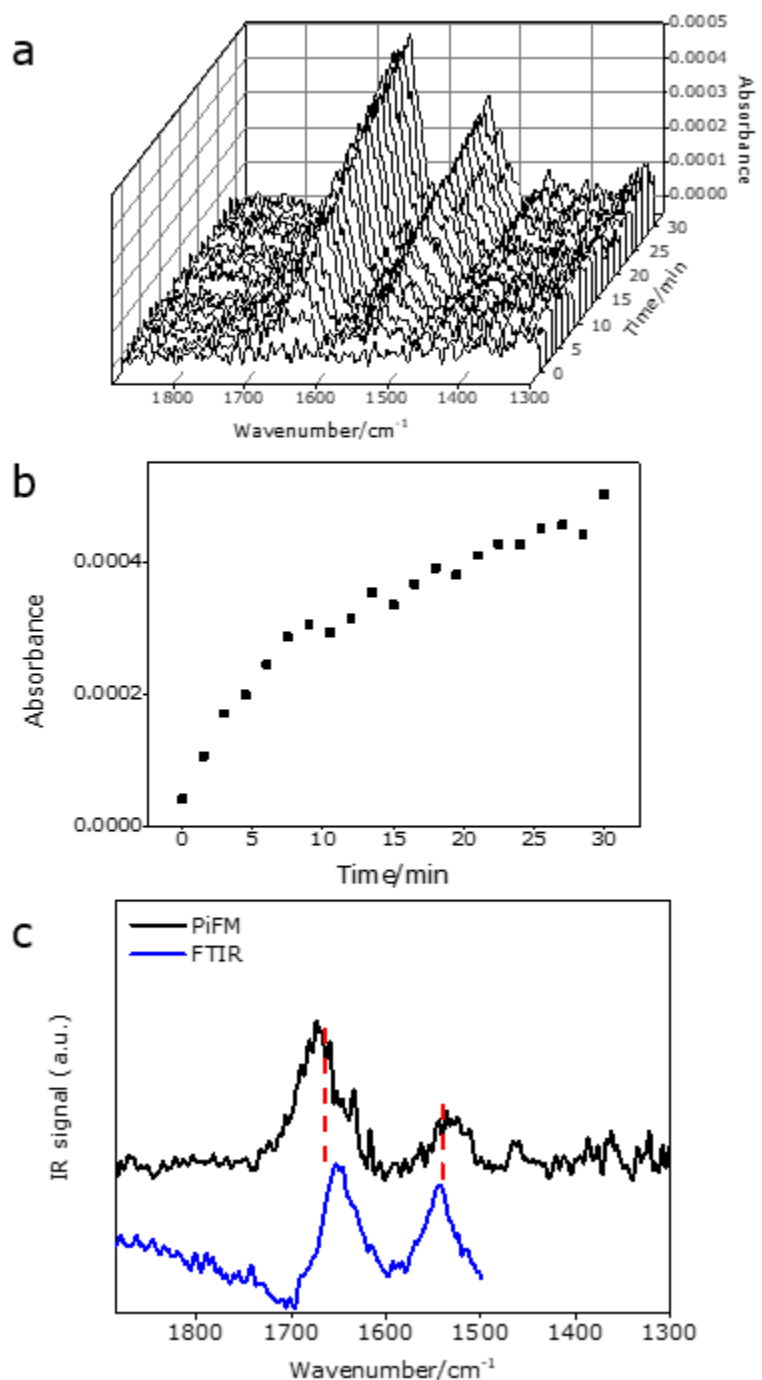 a
0.0005
0.0004
0.0003
0.0002
0.0001
0.0000
Absorbance
30
25
20
15
10
5
0
Time/min
1800 1700 1600 1500 1400 1300
Wavenumber/cm-1
b
0.0004
0.0002
0.0000
Absorbance
0 5 10 15 20 25 30
Time/min
c
PiFM
FTIR
IR signal (a.u.)
1800 1700 1600 1500 1400 1300
Wavenumber/cm-1